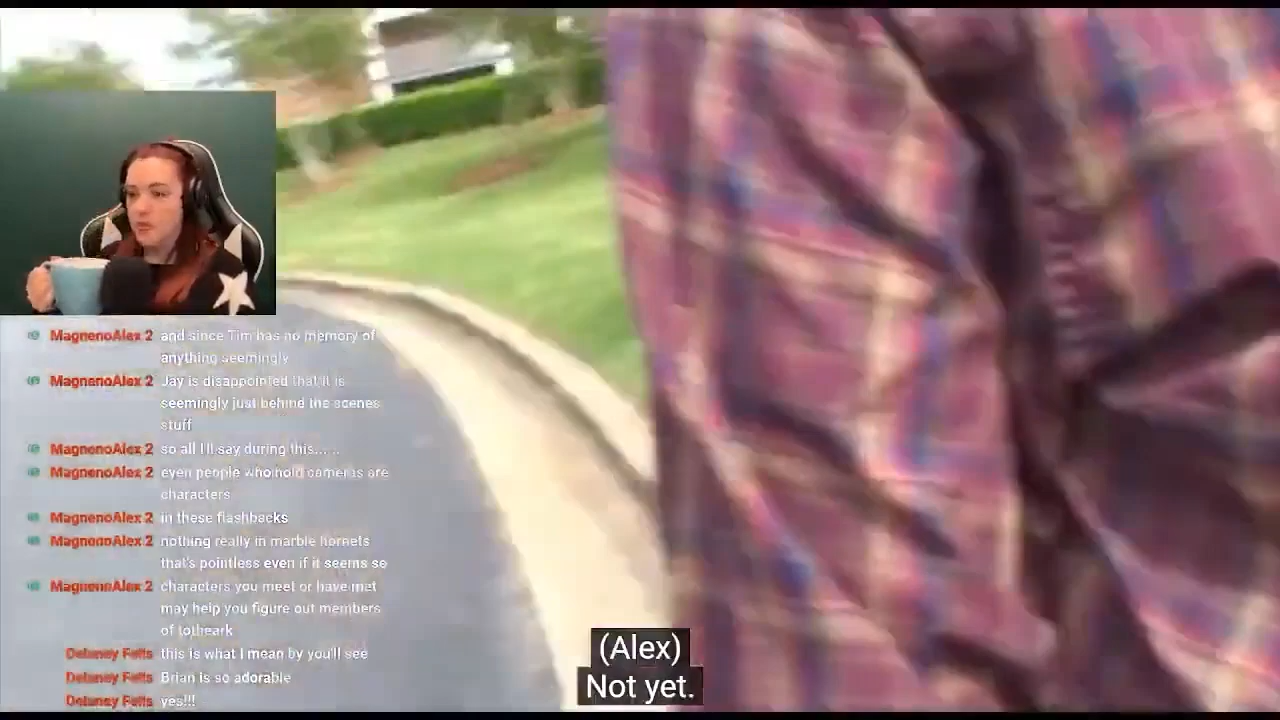 MagnenoAlex 2 and since Tim has no memory of
anything seemingly
MagnenoAlex 2 Jay is disappointed that it is
seemingly just behind the scenes
stuff
MagnenoAlex 2 so all I'll say during this......
MagnenoAlex 2 even people who hold cameras are
characters
MagnenoAlex 2 in these flashbacks
MagnenoAlex 2 nothing really in marble hornets
that's pointless even if it seems so
MagnenoAlex 2 characters you meet or have met
may help you figure out members
of totheark
Delaney Felts this is what I mean by you'll see
Delaney Felts Brian is so adorable
Delaney Felts yes!!!
(Alex)
Not yet.